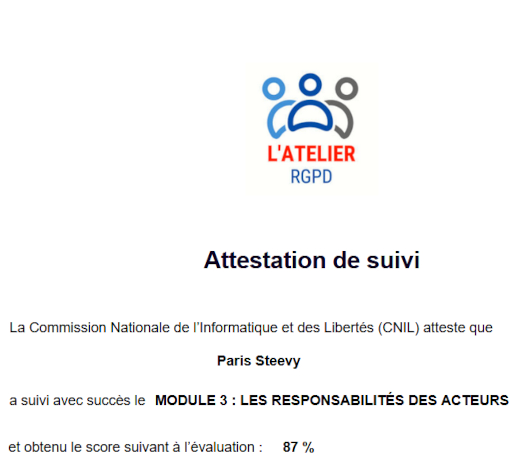 L'ATELIER
RGPD
Attestation de suivi
La Commission Nationale de l'Informatique et des Libertés (CNIL) atteste que
Paris Steevy
a suivi avec succès le MODULE 3 : LES RESPONSABILITÉS DES ACTEURS
et obtenu le score suivant à l'évaluation : 87 %